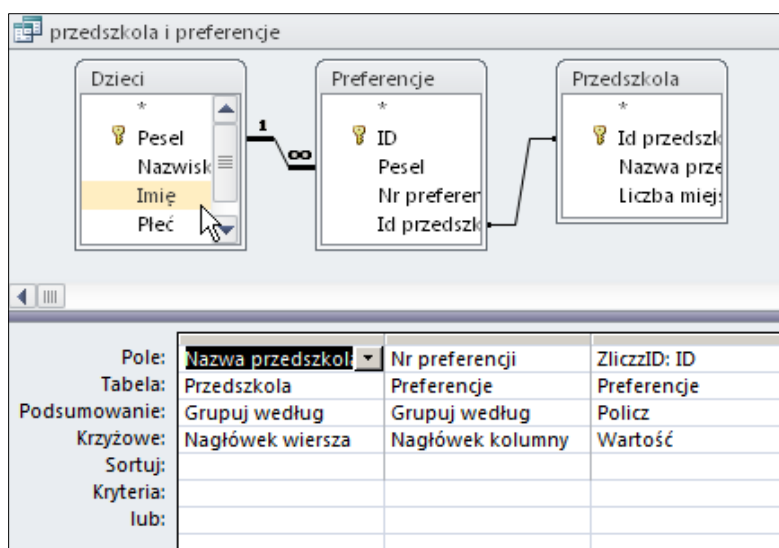 przedszkola i preferencje
Dzieci
*
Pesel
Nazwisk
Imię
Płeć
1
∞
Preferencje
*
ID
Pesel
Nr preferen
Id przedszk
Przedszkola
*
Id przedszk
Nazwa prze
Liczba miejs
Pole: Nazwa przedszkola Nr preferencji ZliczzID: ID
Tabela: Przedszkola Preferencje Preferencje
Podsumowanie: Grupuj według Grupuj według Policz
Krzyżowe: Nagłówek wiersza Nagłówek kolumny Wartość
Sortuj:
Kryteria:
lub: